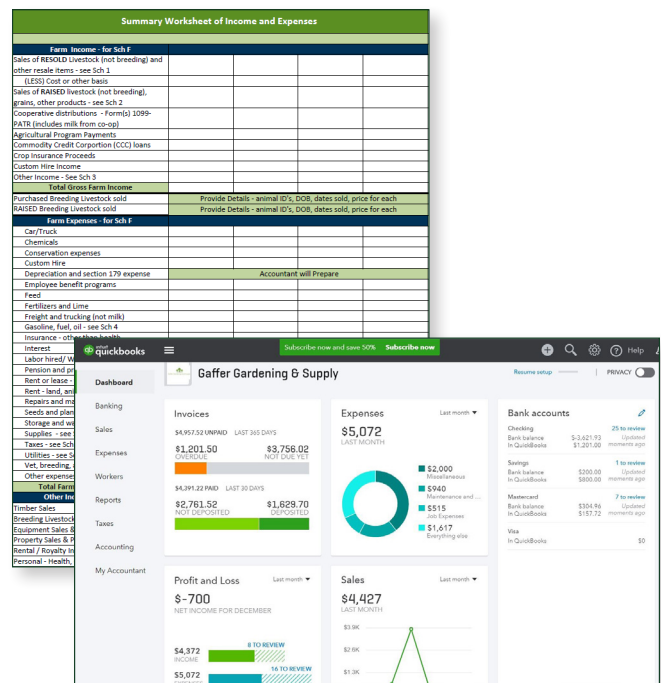 Summary Worksheet of Income and Expenses
Farm Income - for Sch F
Sales of RESOLD Livestock (not breeding) and
other resale items - see Sch 1
(LESS) Cost or other basis
Sales of RAISED livestock (not breeding),
grains, other products - see Sch 2
Cooperative distributions - Form(s) 1099-
PATR (includes milk from co-op)
Agricultural Program Payments
Commodity Credit Corportion (CCC) loans
Crop Insurance Proceeds
Custom Hire Income
Other Income - See Sch 3
Total Gross Farm Income
Purchased Breeding Livestock sold Provide Details - animal ID's, DOB, dates sold, price for each
RAISED Breeding Livestock sold Provide Details - animal ID's, DOB, dates sold, price for each
Farm Expenses - for Sch F
Car/Truck
Chemicals
Conservation expenses
Custom Hire
Depreciation and section 179 expense Accountant will Prepare
Employee benefit programs
Feed
Fertilizers and Lime
Freight and trucking (not milk)
Gasoline, fuel, oil - see Sch 4
Insurance - other than health
Interest
Labor hired/ W
Pension and pr
Rent or lease -
Rent - land, ani
Repairs and ma
Seeds and plan
Storage and wa
Supplies - see
Taxes - see Sch
Utilities - see S
Vet, breeding,
Other expense
Total Farm
Other Inc
Timber Sales
Breeding Livestock
Equipment Sales &
Property Sales & P
Rental / Royalty In
Personal - Health,
intuit
quickbooks
Subscribe now and save 50% Subscribe now
Help
Gaffer Gardening & Supply
Resume setup
PRIVACY
Dashboard
Banking
Sales
Expenses
Workers
Reports
Taxes
Accounting
My Accountant
Invoices
$4,957.52 UNPAID LAST 365 DAYS
$1,201.50 $3,756.02
OVERDUE NOT DUE YET
$4,391.22 PAID LAST 30 DAYS
$2,761.52 $1,629.70
NOT DEPOSITED DEPOSITED
Expenses Last month
$5,072
LAST MONTH
$2,000
Miscellaneous
$940
Maintenance and ...
$515
Job Expenses
$1,617
Everything else
Bank accounts
Checking 25 to review
Bank balance $-3,621.93 Updated
In QuickBooks $1,201.00 moments ago
Savings 1 to review
Bank balance $200.00 Updated
In QuickBooks $800.00 moments ago
Mastercard 7 to review
Bank balance $304.96 Updated
In QuickBooks $157.72 moments ago
Visa
In QuickBooks $0
Profit and Loss Last month
$-700
NET INCOME FOR DECEMBER
8 TO REVIEW
$4,372
INCOME
16 TO REVIEW
$5,072
Sales Last month
$4,427
LAST MONTH
$3.9K
$2.6K
$1.3K